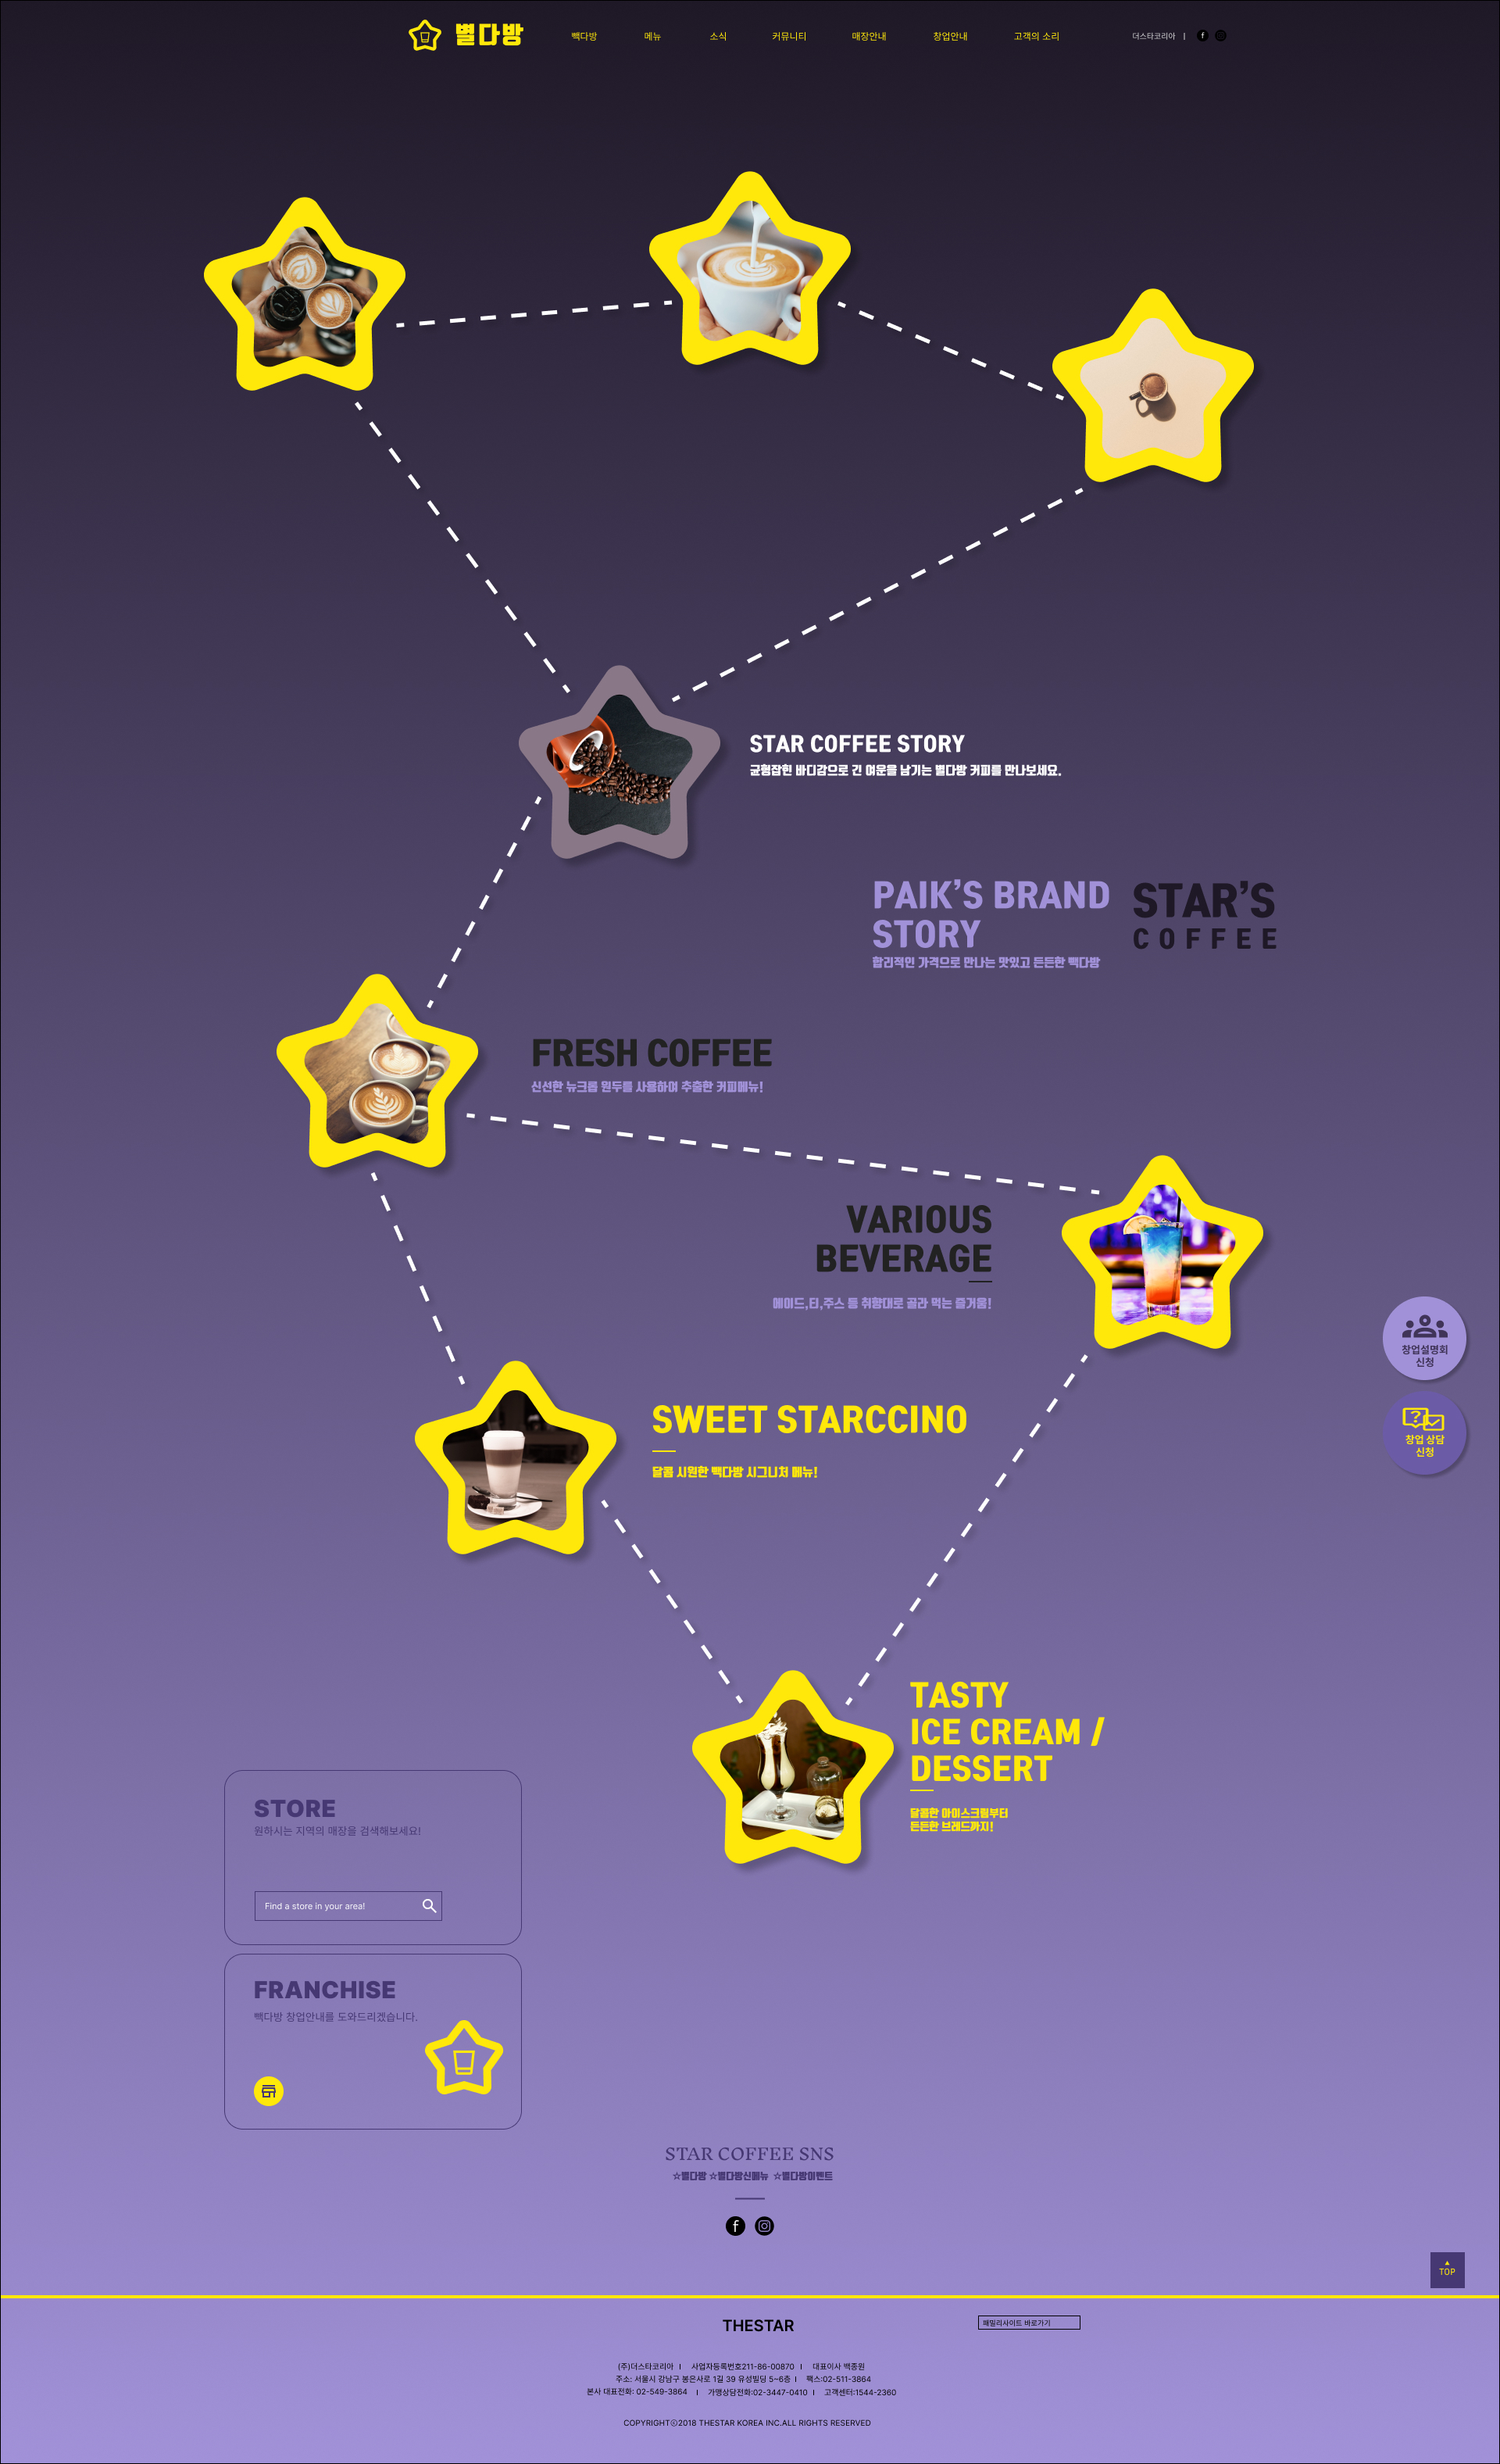 별다방
빽다방 메뉴 소식 커뮤니티 매장안내 창업안내 고객의 소리
더스타코리아 |
STAR COFFEE STORY
균형잡힌 바디감으로 긴 여운을 남기는 별다방 커피를 만나보세요.
PAIK'S BRAND
STORY
합리적인 가격으로 만나는 맛있고 든든한 빽다방
STAR'S
COFFEE
FRESH COFFEE
신선한 뉴크롭 원두를 사용하여 추출한 커피메뉴!
VARIOUS
BEVERAGE
에이드,티,주스 등 취향대로 골라 먹는 즐거움!
창업설명회
신청
창업 상담
신청
SWEET STARCCINO
달콤 시원한 빽다방 시그니처 메뉴!
TASTY
ICE CREAM /
DESSERT
달콤한 아이스크림부터
든든한 브레드까지!
STORE
원하시는 지역의 매장을 검색해보세요!
Find a store in your area!
FRANCHISE
빽다방 창업안내를 도와드리겠습니다.
STAR COFFEE SNS
☆별다방 ☆별다방신메뉴 ☆별다방이벤트
▲
TOP
THESTAR
패밀리사이트 바로가기
(주)더스타코리아 | 사업자등록번호211-86-00870 | 대표이사 백종원
주소: 서울시 강남구 봉은사로 1길 39 유성빌딩 5~6층 | 팩스:02-511-3864
본사 대표전화: 02-549-3864 | 가맹상담전화:02-3447-0410 | 고객센터:1544-2360
COPYRIGHTⓒ2018 THESTAR KOREA INC.ALL RIGHTS RESERVED